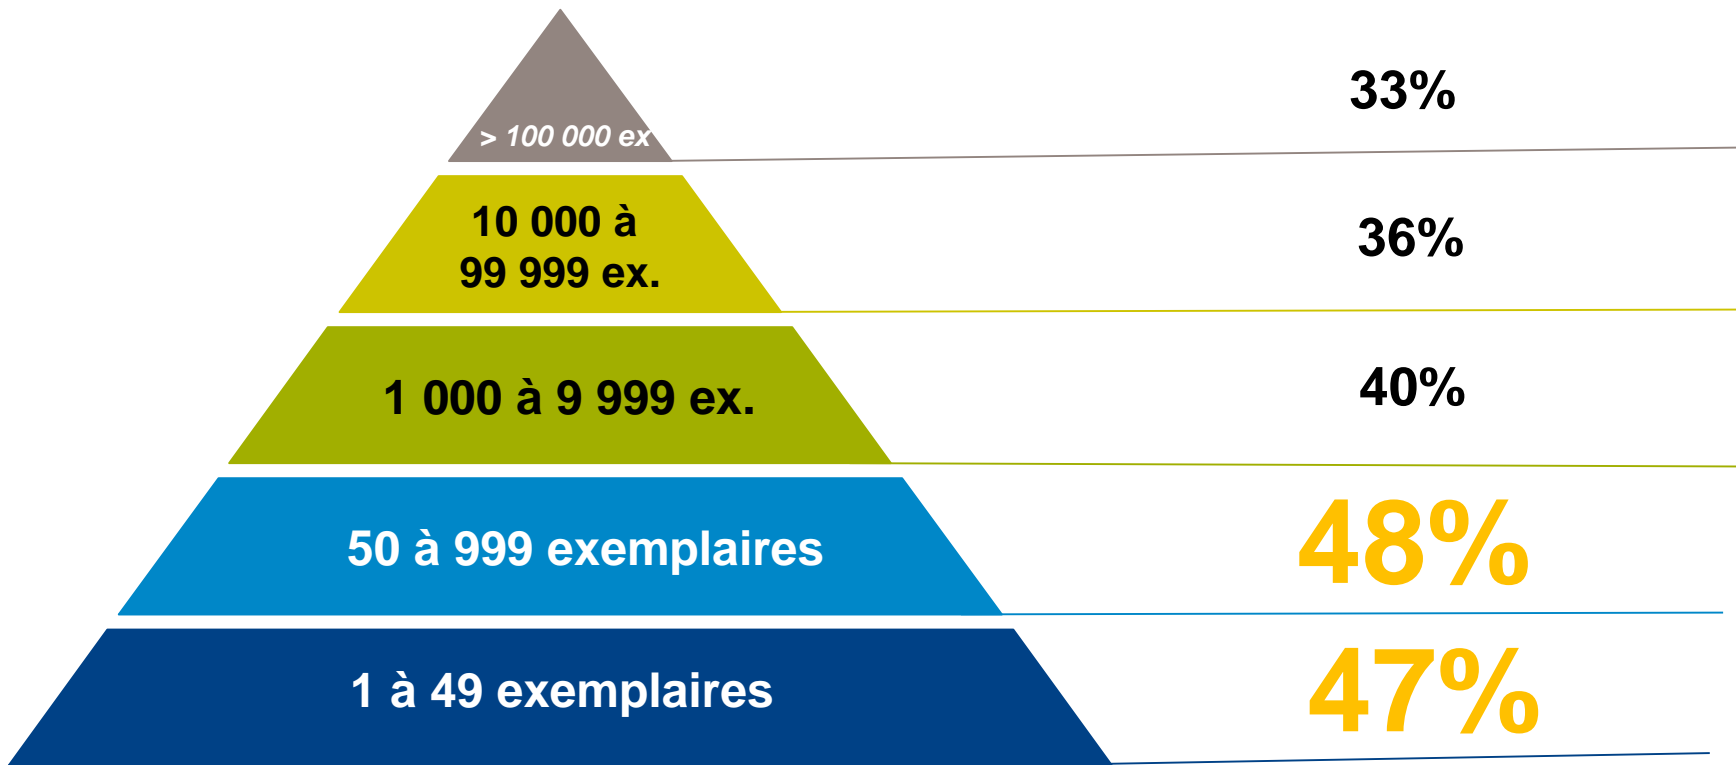 > 100 000 ex
33%
10 000 à
99 999 ex.
36%
1 000 à 9 999 ex.
40%
50 à 999 exemplaires
48%
1 à 49 exemplaires
47%